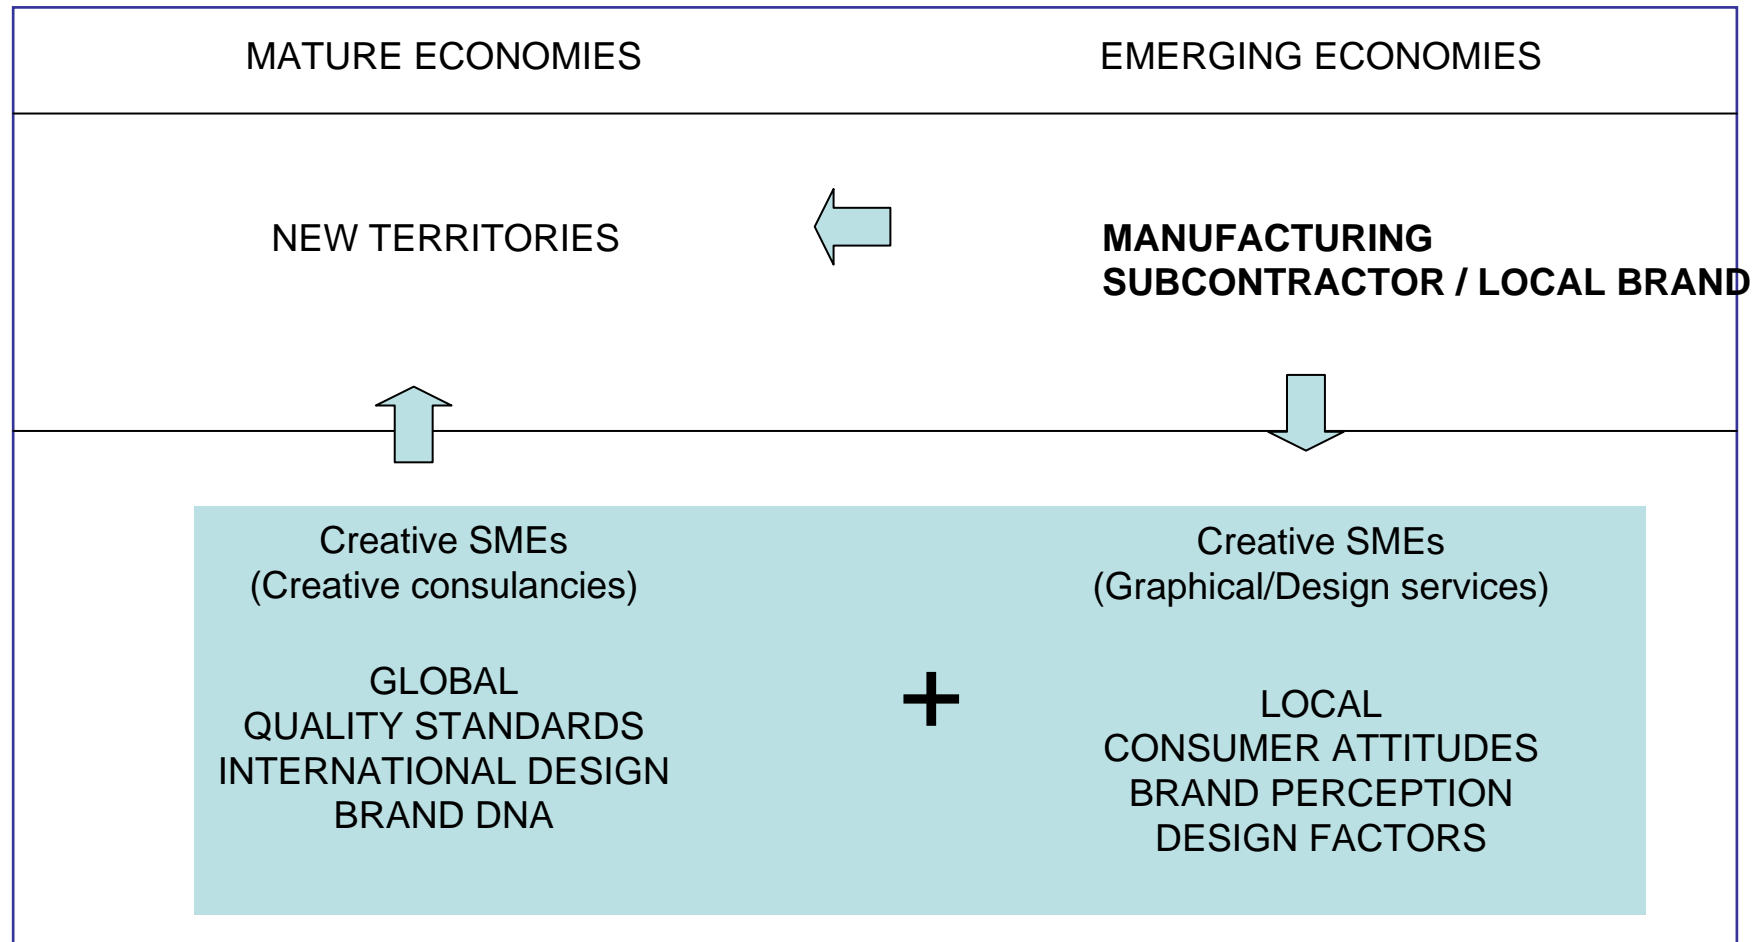 MATURE ECONOMIES
EMERGING ECONOMIES
NEW TERRITORIES
MANUFACTURING
SUBCONTRACTOR / LOCAL BRAND
Creative SMEs
(Creative consulancies)
GLOBAL
QUALITY STANDARDS
INTERNATIONAL DESIGN
BRAND DNA
+
Creative SMEs
(Graphical/Design services)
LOCAL
CONSUMER ATTITUDES
BRAND PERCEPTION
DESIGN FACTORS